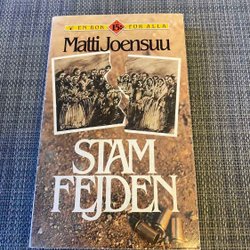 EN BOK FÖR ALLA
Matti Joensuu
STAM
FEJDEN